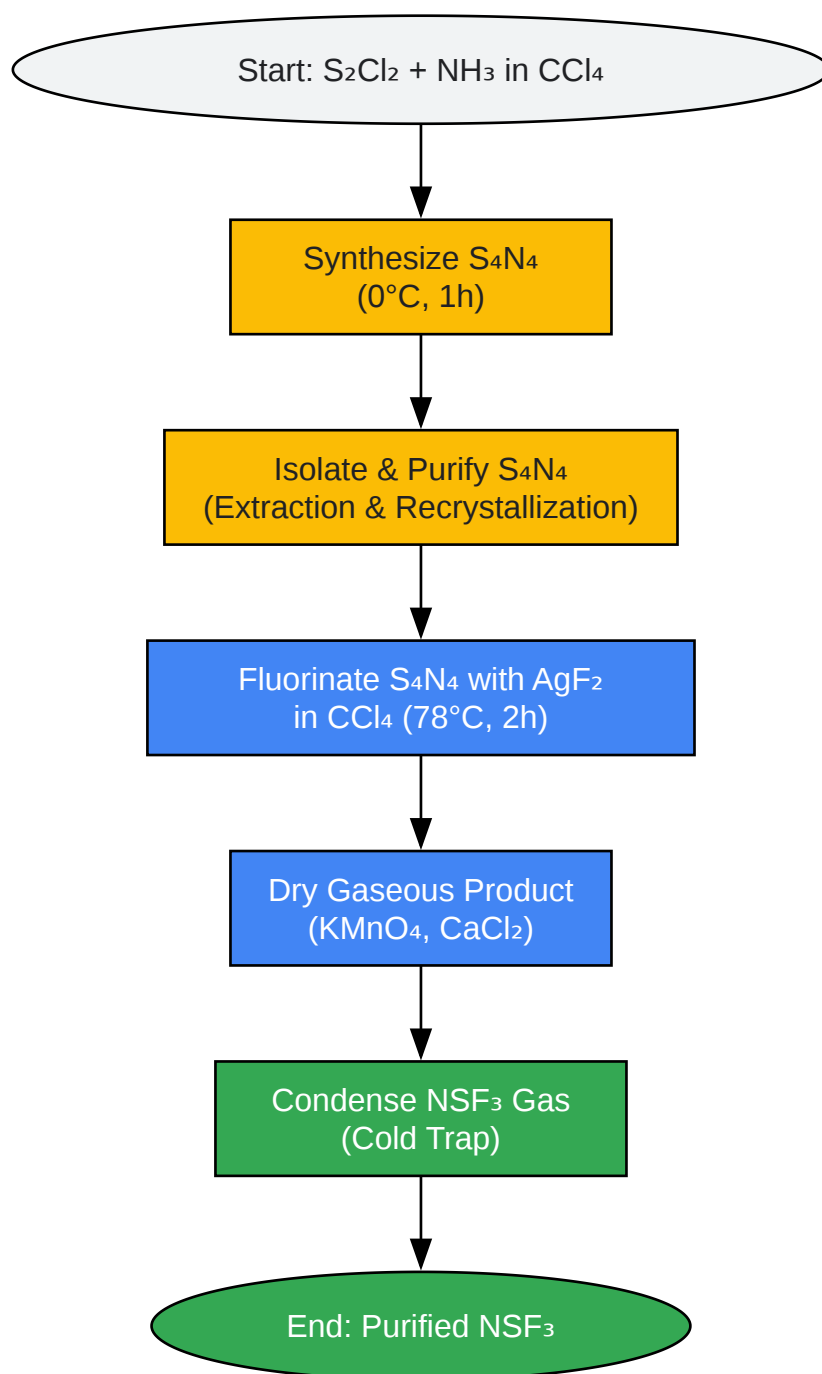 Start: S₂Cl₂ + NH₃ in CCl₄
Synthesize S₄N₄
(0°C, 1h)
Isolate & Purify S₄N₄
(Extraction & Recrystallization)
Fluorinate S₄N₄ with AgF₂
in CCl₄ (78°C, 2h)
Dry Gaseous Product
(KMnO₄, CaCl₂)
Condense NSF₃ Gas
(Cold Trap)
End: Purified NSF₃